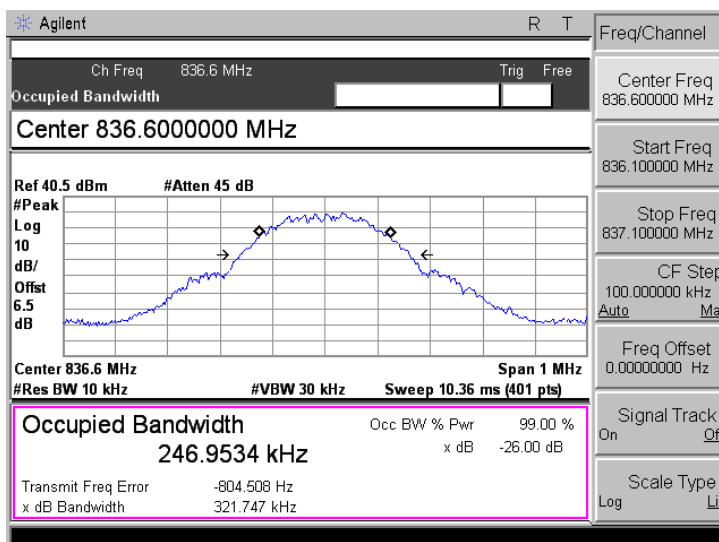 Agilent R T
Ch Freq 836.6 MHz Trig Free
Occupied Bandwidth
Center 836.6000000 MHz
Ref 40.5 dBm #Atten 45 dB
#Peak
Log
10
dB/
Offst
6.5
dB
Center 836.6 MHz Span 1 MHz
#Res BW 10 kHz #VBW 30 kHz Sweep 10.36 ms (401 pts)
Occupied Bandwidth Occ BW % Pwr 99.00 %
246.9534 kHz x dB -26.00 dB
Transmit Freq Error -804.508 Hz
x dB Bandwidth 321.747 kHz
Freq/Channel
Center Freq
836.600000 MHz
Start Freq
836.100000 MHz
Stop Freq
837.100000 MHz
CF Step
100.000000 kHz
Auto Ma
Freq Offset
0.00000000 Hz
Signal Track
On Of
Scale Type
Log Li